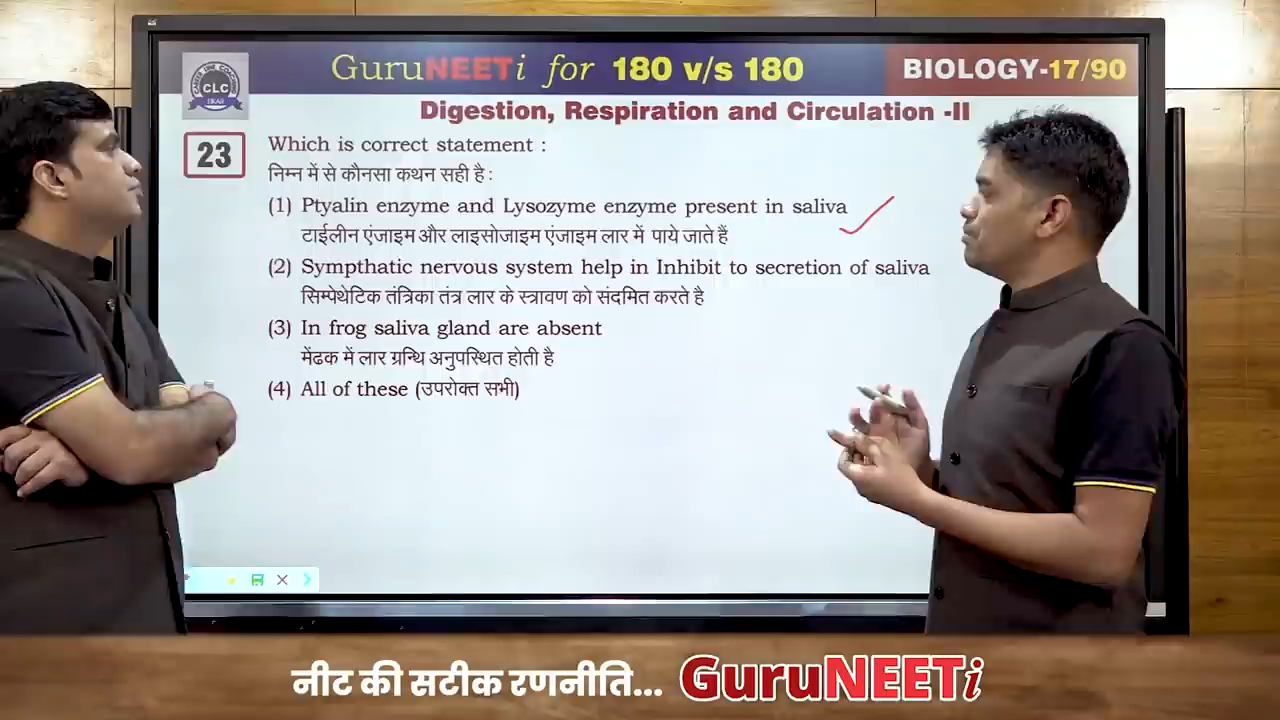 GuruNEETi for 180 v/s 180
BIOLOGY-17/90
CLC
Digestion, Respiration and Circulation -II
23
Which is correct statement :
निम्न में से कौनसा कथन सही है :
(1) Ptyalin enzyme and Lysozyme enzyme present in saliva
टाईलीन एंजाइम और लाइसोजाइम एंजाइम लार में पाये जाते हैं
(2) Sympthatic nervous system help in Inhibit to secretion of saliva
सिम्पेथेटिक तंत्रिका तंत्र लार के स्त्रावण को संदमित करते है
(3) In frog saliva gland are absent
मेंढक में लार ग्रन्थि अनुपस्थित होती है
(4) All of these (उपरोक्त सभी)
नीट की सटीक रणनीति... GuruNEETi